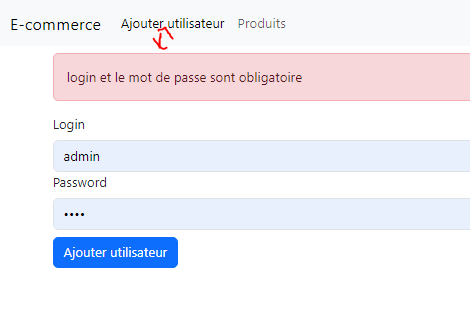 E-commerce Ajouter utilisateur Produits
login et le mot de passe sont obligatoire
Login
admin
Password
••••
Ajouter utilisateur